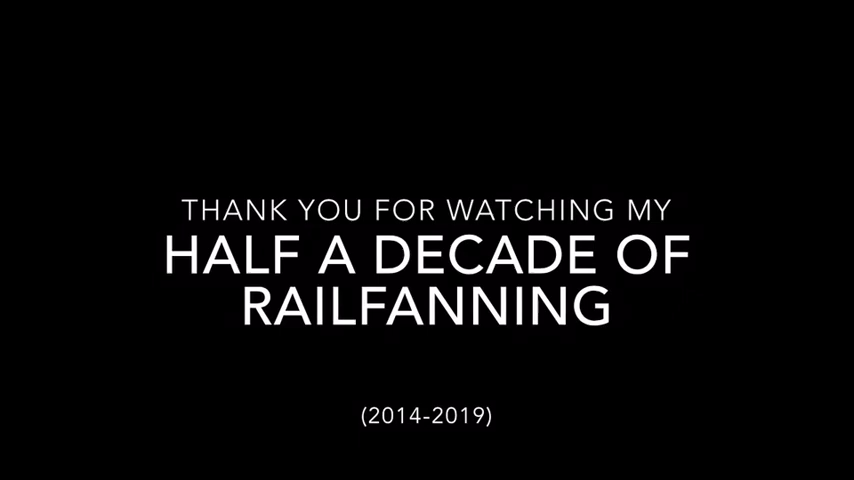 THANK YOU FOR WATCHING MY
HALF A DECADE OF
RAILFANNING
(2014-2019)